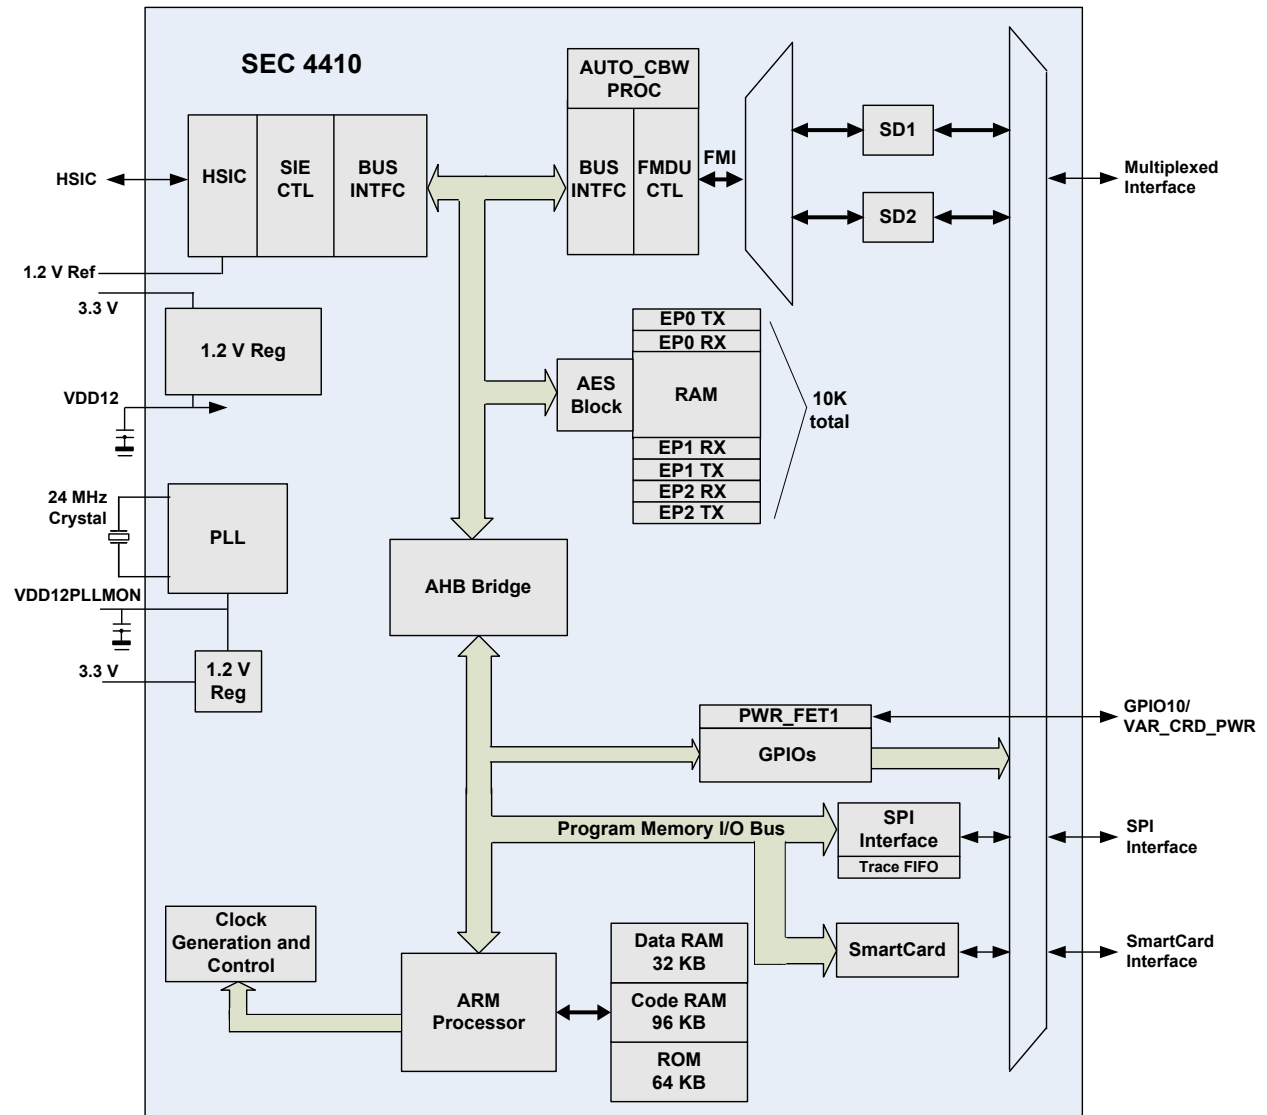 SEC 4410
AUTO_CBW
PROC
HSIC
HSIC
SIE
CTL
BUS
INTFC
BUS
INTFC
FMDU
CTL
FMI
SD1
SD2
Multiplexed
Interface
1.2 V Ref
3.3 V
1.2 V Reg
VDD12
EP0 TX
EP0 RX
AES
Block
RAM
EP1 RX
EP1 TX
EP2 RX
EP2 TX
10K
total
24 MHz
Crystal
PLL
VDD12PLLMON
3.3 V
1.2 V
Reg
AHB Bridge
PWR_FET1
GPIOs
GPIO10/
VAR_CRD_PWR
Program Memory I/O Bus
SPI
Interface
Trace FIFO
SPI
Interface
SmartCard
SmartCard
Interface
Clock
Generation and
Control
ARM
Processor
Data RAM
32 KB
Code RAM
96 KB
ROM
64 KB